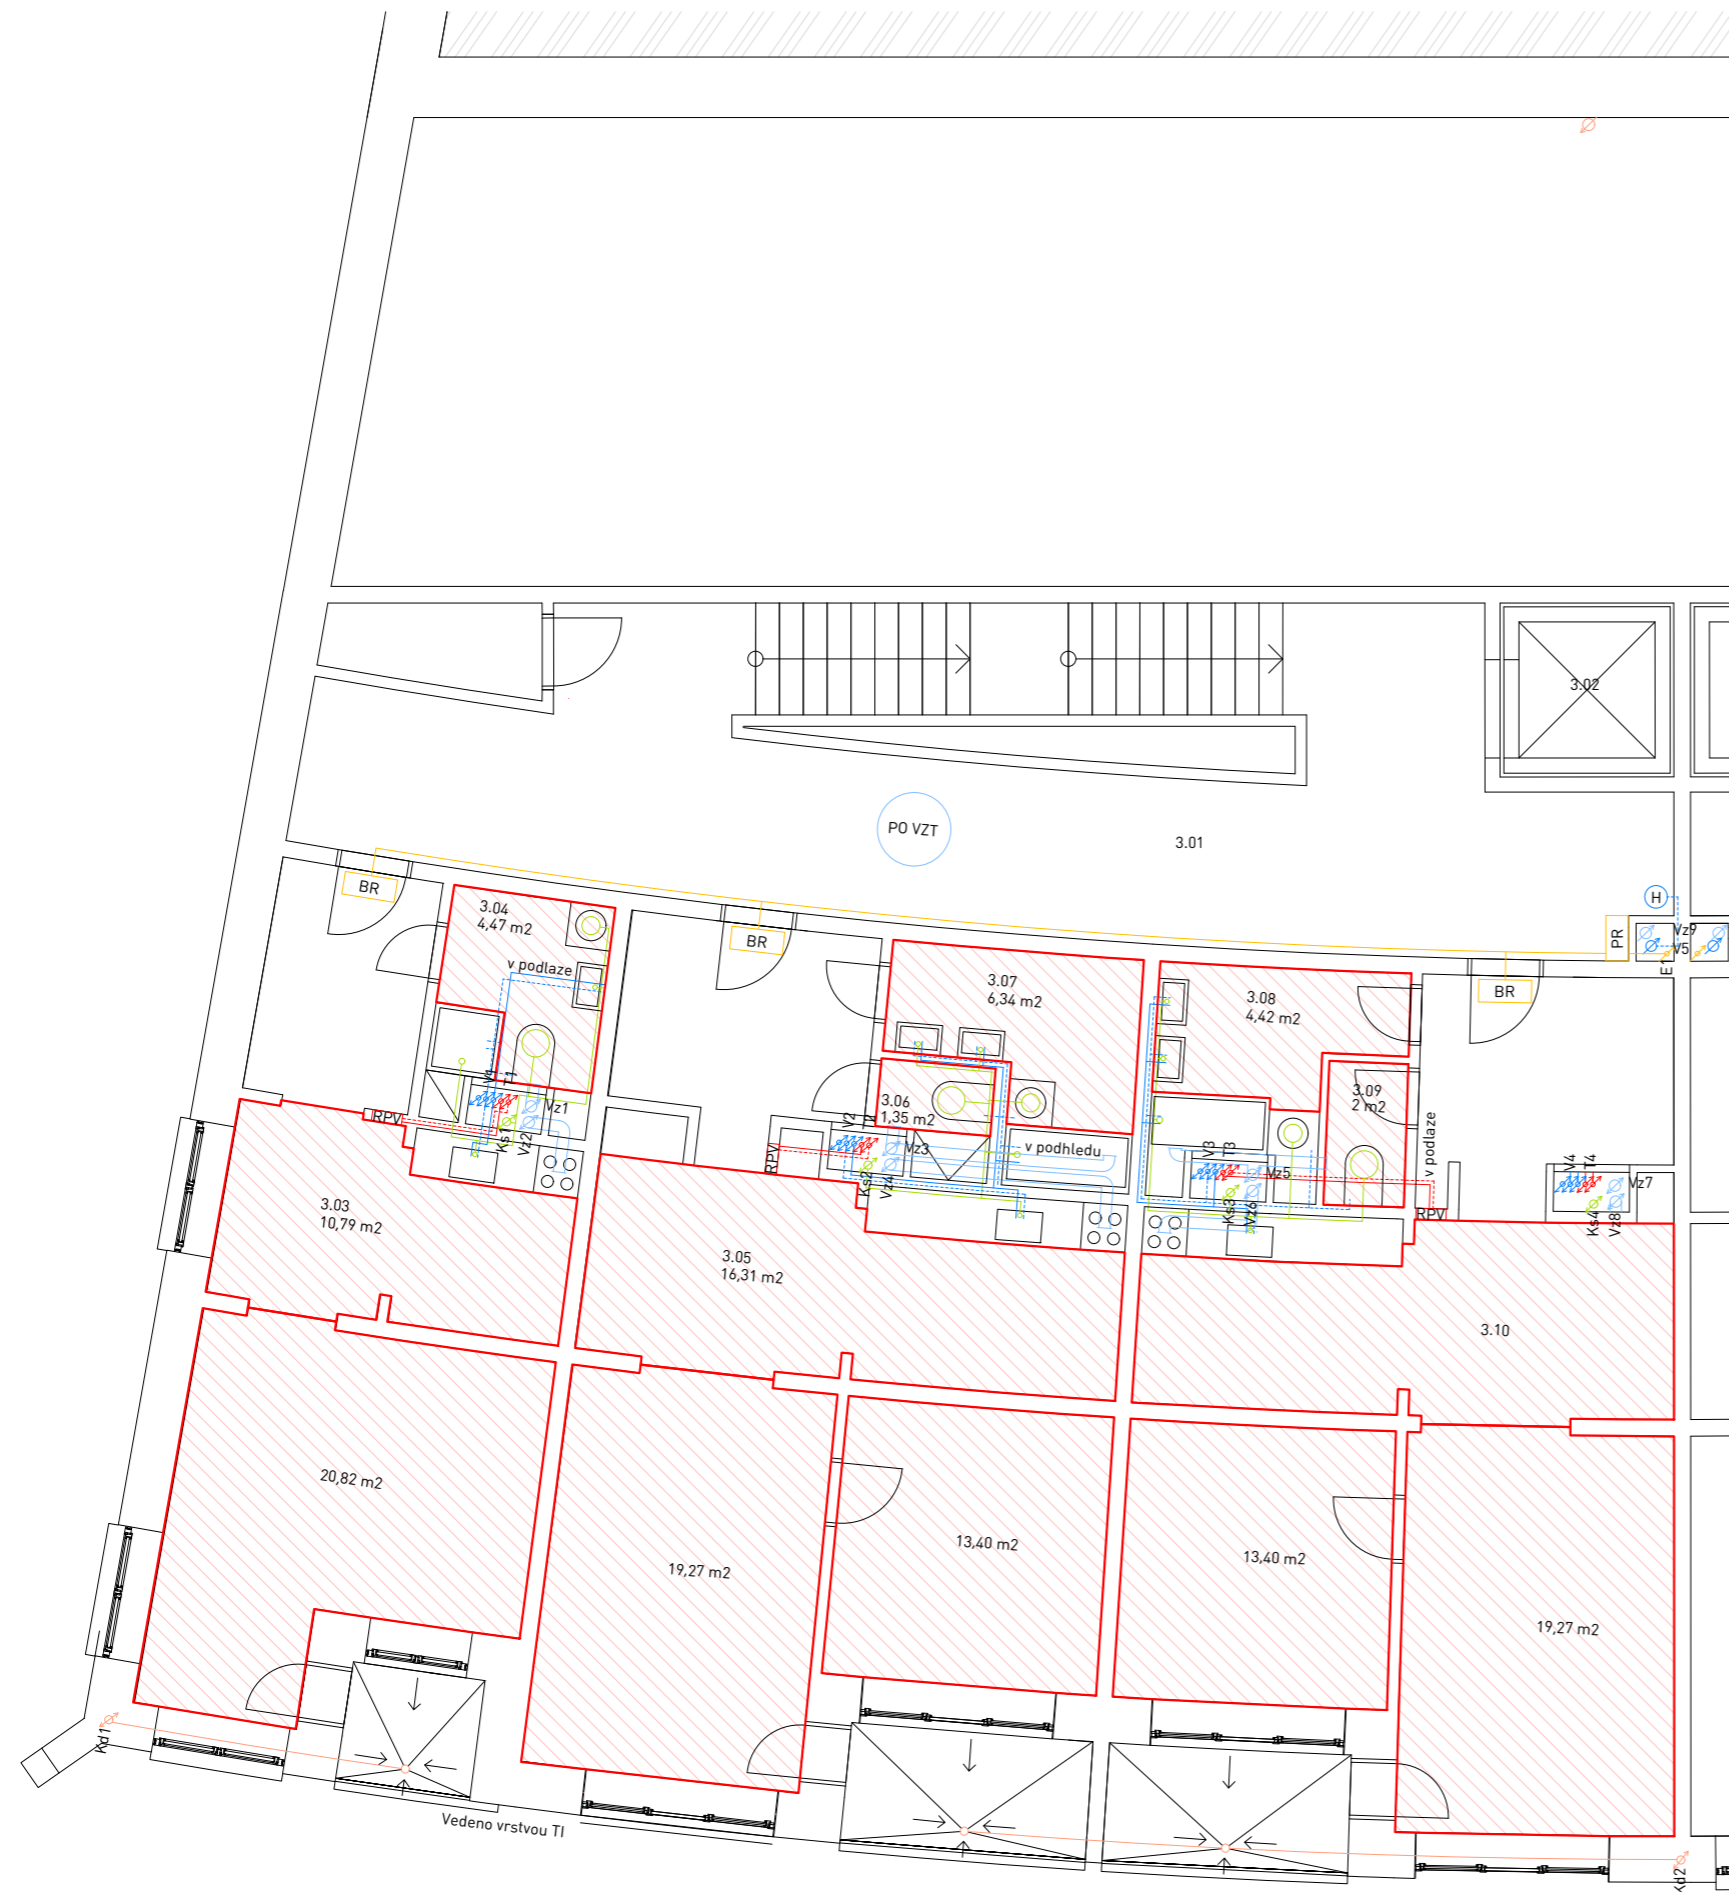 3.02
PO VZT
3.01
BR
BR
BR
H
PR
Vz9
V5
E1
3.04
4,47 m2
v podlaze
V1
T1
Vz1
RPV
Ks1
Vz2
3.07
6,34 m2
3.06
1,35 m2
V2
T2
Vz3
RPV
Ks2
Vz4
v podhledu
3.08
4,42 m2
3.09
2 m2
v podlaze
V3
T3
Vz5
RPV
Ks3
Vz6
V4
T4
Vz7
Ks4
Vz8
3.03
10,79 m2
3.05
16,31 m2
3.10
20,82 m2
19,27 m2
13,40 m2
13,40 m2
19,27 m2
Kd1
Vedeno vrstvou TI
Kd2